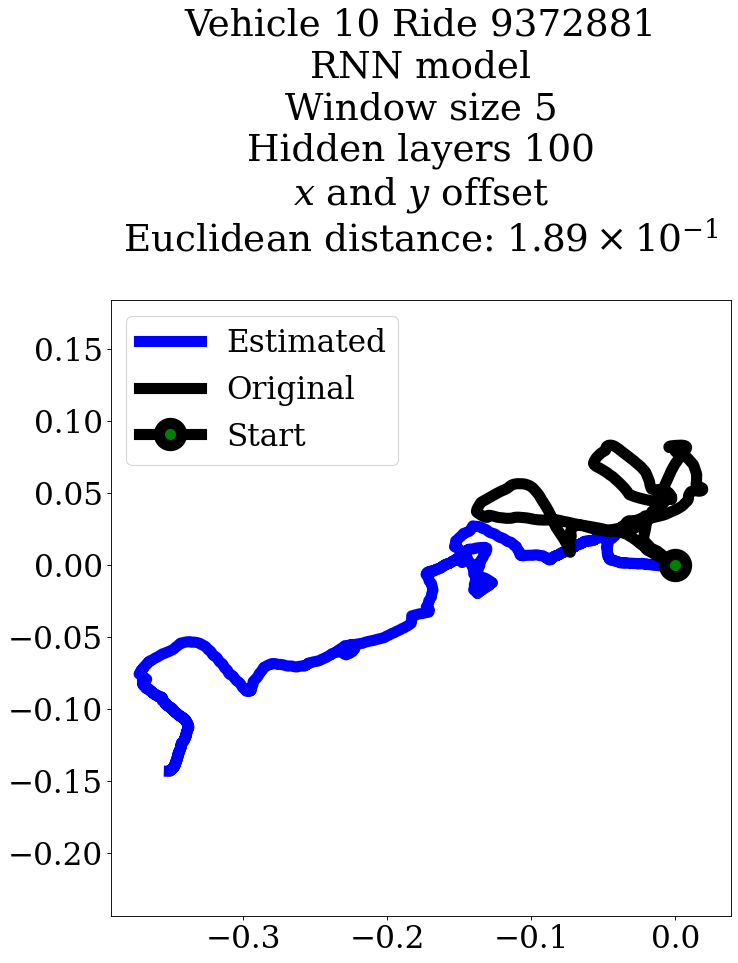 Vehicle 10 Ride 9372881
RNN model
Window size 5
Hidden layers 100
x and y offset
Euclidean distance: 1.89 × 10⁻¹
Estimated
Original
Start
0.15
0.10
0.05
0.00
−0.05
−0.10
−0.15
−0.20
−0.3 −0.2 −0.1 0.0